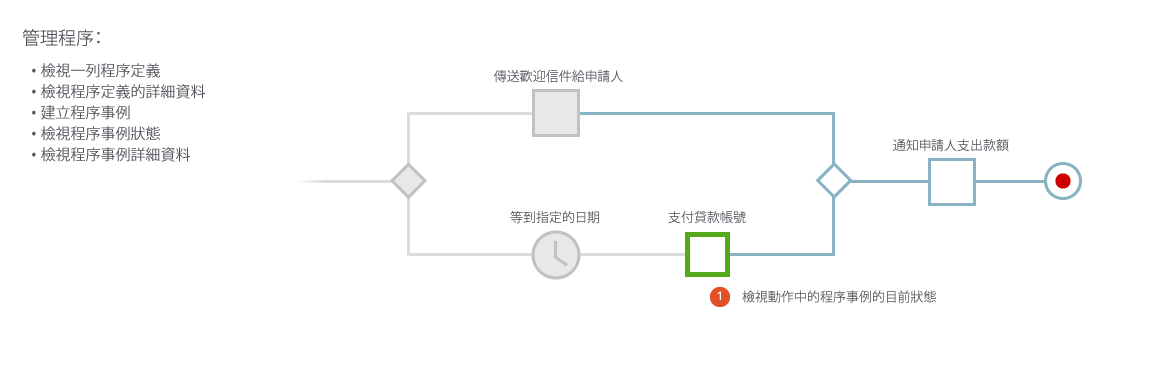 管理程序：
• 檢視一列程序定義
• 檢視程序定義的詳細資料
• 建立程序事例
• 檢視程序事例狀態
• 檢視程序事例詳細資料
傳送歡迎信件給申請人
通知申請人支出款額
等到指定的日期
支付貸款帳號
1 檢視動作中的程序事例的目前狀態